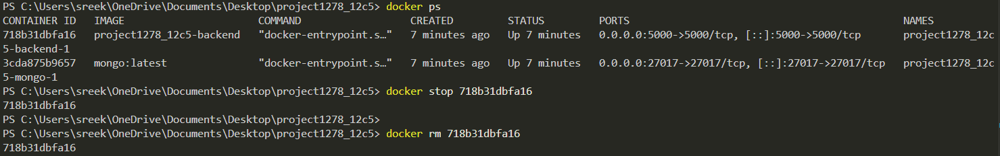 PS C:\Users\sreek\OneDrive\Documents\Desktop\project1278_12c5> docker ps
CONTAINER ID   IMAGE                      COMMAND                  CREATED         STATUS         PORTS                                             NAMES
718b31dbfa16   project1278_12c5-backend   "docker-entrypoint.s…"   7 minutes ago   Up 7 minutes   0.0.0.0:5000->5000/tcp, [::]:5000->5000/tcp       project1278_12c
5-backend-1
3cda875b9657   mongo:latest               "docker-entrypoint.s…"   7 minutes ago   Up 7 minutes   0.0.0.0:27017->27017/tcp, [::]:27017->27017/tcp   project1278_12c
5-mongo-1
PS C:\Users\sreek\OneDrive\Documents\Desktop\project1278_12c5> docker stop 718b31dbfa16
718b31dbfa16
PS C:\Users\sreek\OneDrive\Documents\Desktop\project1278_12c5>
PS C:\Users\sreek\OneDrive\Documents\Desktop\project1278_12c5> docker rm 718b31dbfa16
718b31dbfa16